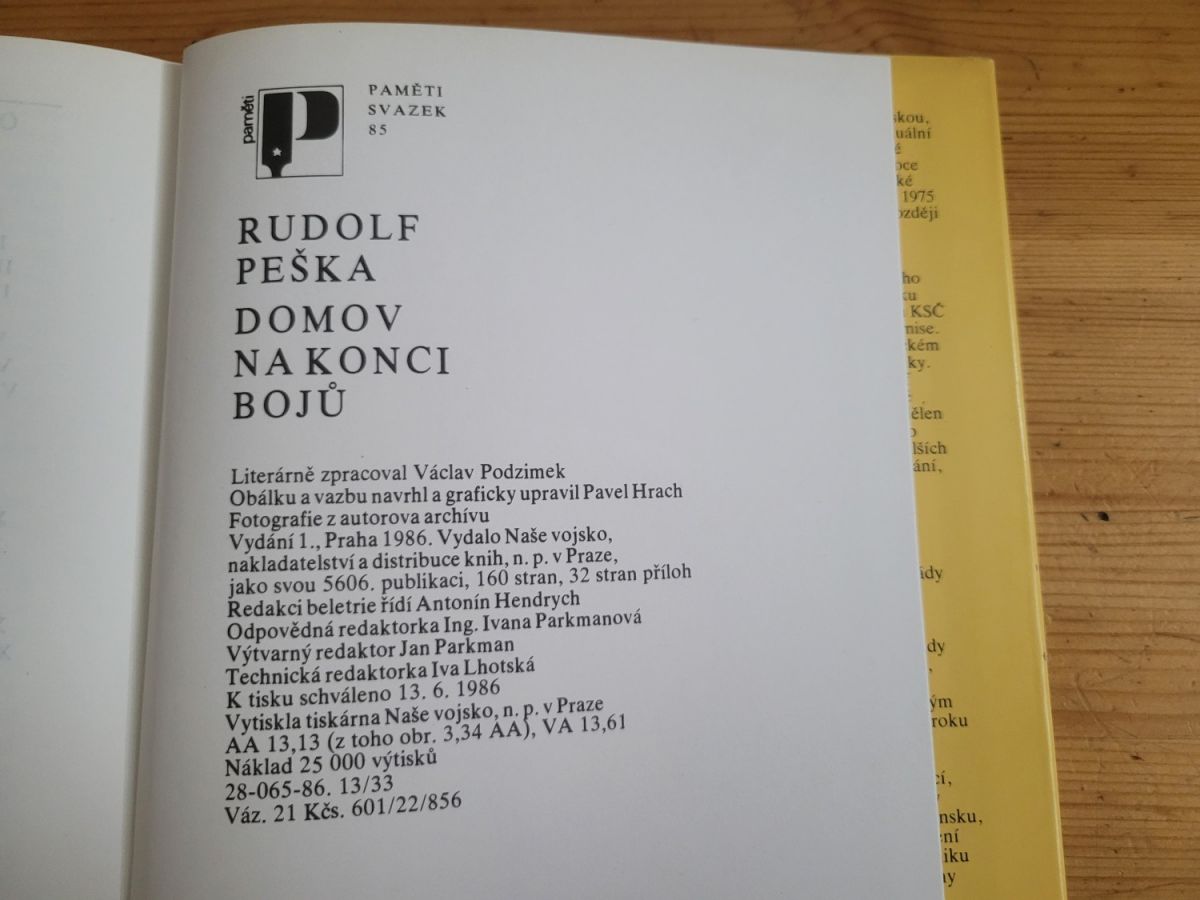 paměti
PAMĚTI
SVAZEK
85
RUDOLF
PEŠKA
DOMOV
NA KONCI
BOJŮ
Literárně zpracoval Václav Podzimek
Obálku a vazbu navrhl a graficky upravil Pavel Hrach
Fotografie z autorova archívu
Vydání 1., Praha 1986. Vydalo Naše vojsko,
nakladatelství a distribuce knih, n. p. v Praze,
jako svou 5606. publikaci, 160 stran, 32 stran příloh
Redakci beletrie řídí Antonín Hendrych
Odpovědná redaktorka Ing. Ivana Parkmanová
Výtvarný redaktor Jan Parkman
Technická redaktorka Iva Lhotská
K tisku schváleno 13. 6. 1986
Vytiskla tiskárna Naše vojsko, n. p. v Praze
AA 13,13 (z toho obr. 3,34 AA), VA 13,61
Náklad 25 000 výtisků
28-065-86. 13/33
Váz. 21 Kčs. 601/22/856
1975
KSČ
roku